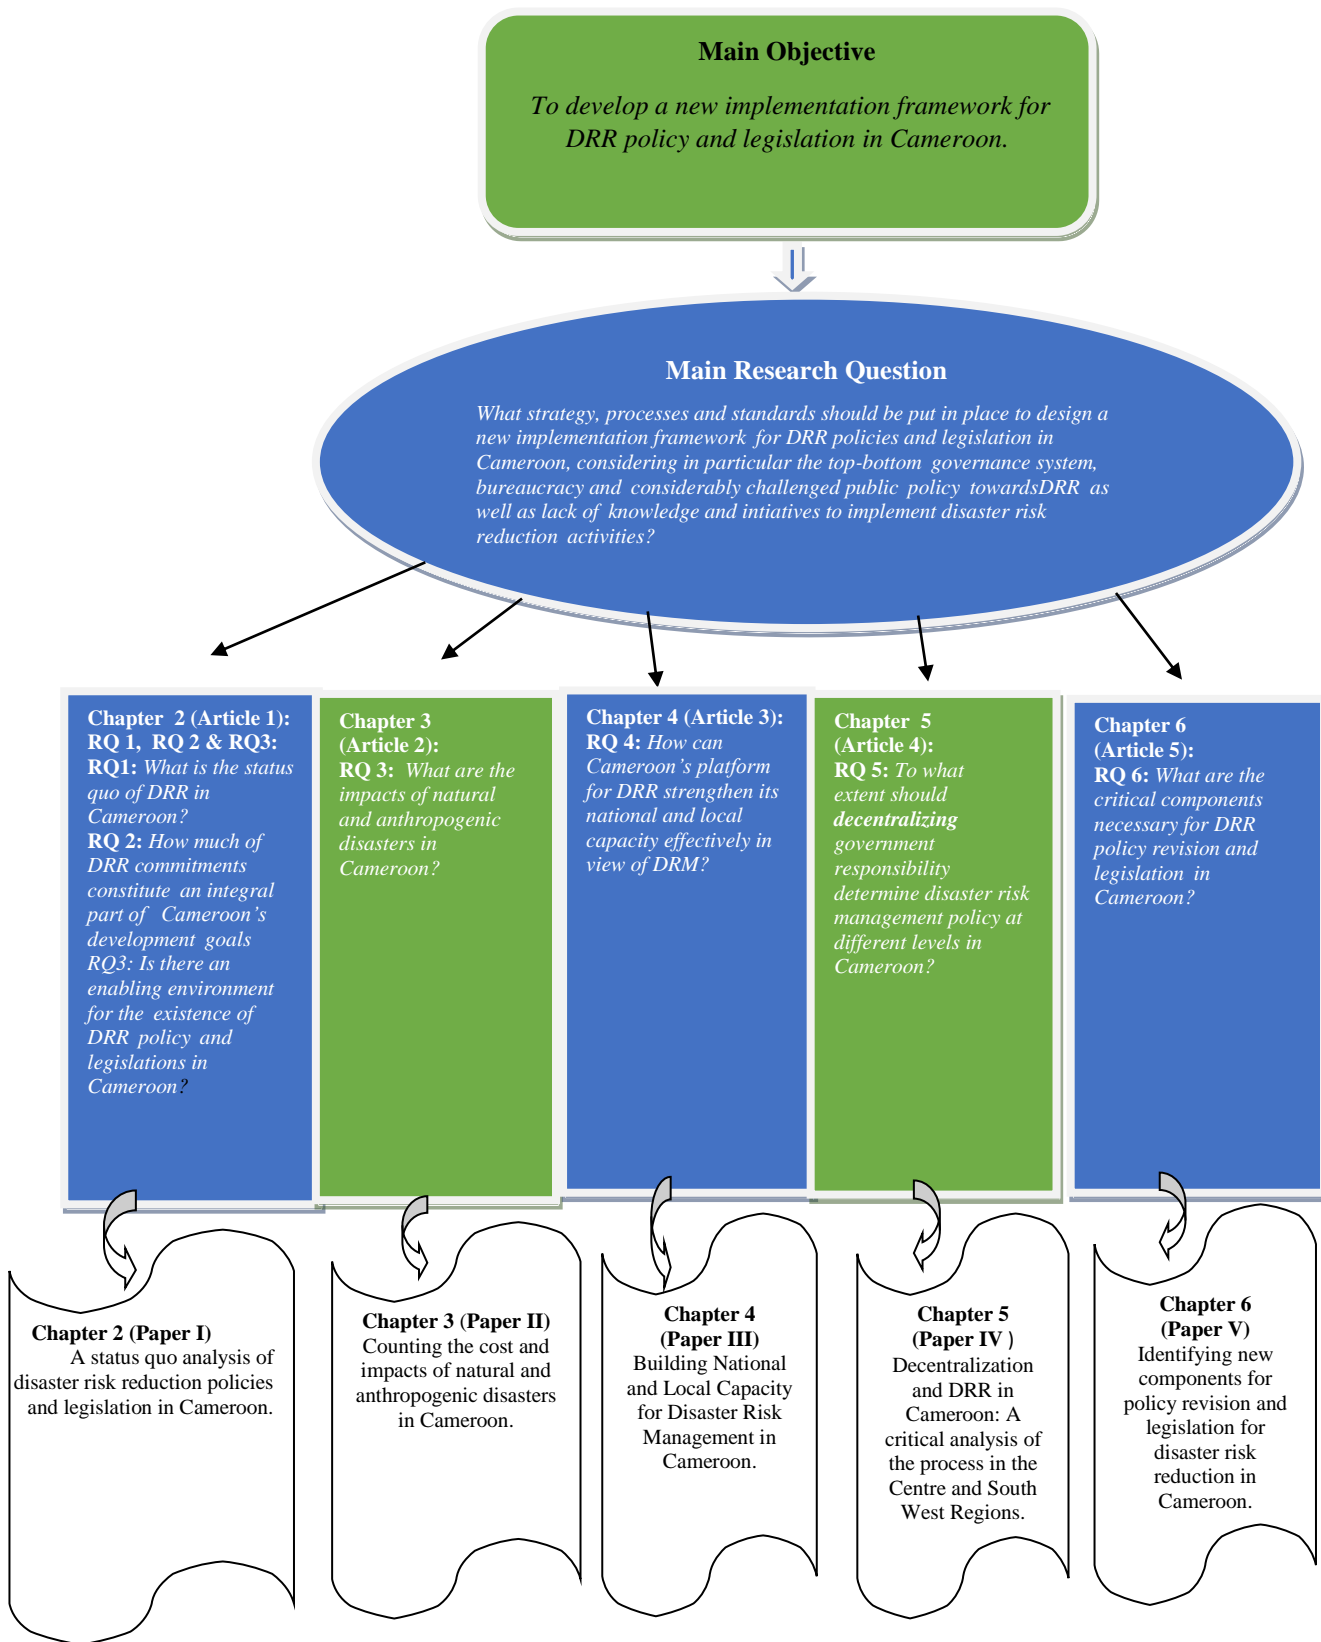 Main Objective
To develop a new implementation framework for
DRR policy and legislation in Cameroon.
Main Research Question
What strategy, processes and standards should be put in place to design a
new implementation framework for DRR policies and legislation in
Cameroon, considering in particular the top-bottom governance system,
bureaucracy and considerably challenged public policy towardsDRR as
well as lack of knowledge and intiatives to implement disaster risk
reduction activities?
Chapter 2 (Article 1):
RQ 1, RQ 2 & RQ3:
RQ1: What is the status
quo of DRR in
Cameroon?
RQ 2: How much of
DRR commitments
constitute an integral
part of Cameroon's
development goals
RQ3: Is there an
enabling environment
for the existence of
DRR policy and
legislations in
Cameroon?
Chapter 3
(Article 2):
RQ 3: What are the
impacts of natural
and anthropogenic
disasters in
Cameroon?
Chapter 4 (Article 3):
RQ 4: How can
Cameroon's platform
for DRR strengthen its
national and local
capacity effectively in
view of DRM?
Chapter 5
(Article 4):
RQ 5: To what
extent should
decentralizing
government
responsibility
determine disaster risk
management policy at
different levels in
Cameroon?
Chapter 6
(Article 5):
RQ 6: What are the
critical components
necessary for DRR
policy revision and
legislation in
Cameroon?
Chapter 2 (Paper I)
A status quo analysis of
disaster risk reduction policies
and legislation in Cameroon.
Chapter 3 (Paper II)
Counting the cost and
impacts of natural and
anthropogenic disasters
in Cameroon.
Chapter 4
(Paper III)
Building National
and Local Capacity
for Disaster Risk
Management in
Cameroon.
Chapter 5
(Paper IV )
Decentralization
and DRR in
Cameroon: A
critical analysis of
the process in the
Centre and South
West Regions.
Chapter 6
(Paper V)
Identifying new
components for
policy revision and
legislation for
disaster risk
reduction in
Cameroon.